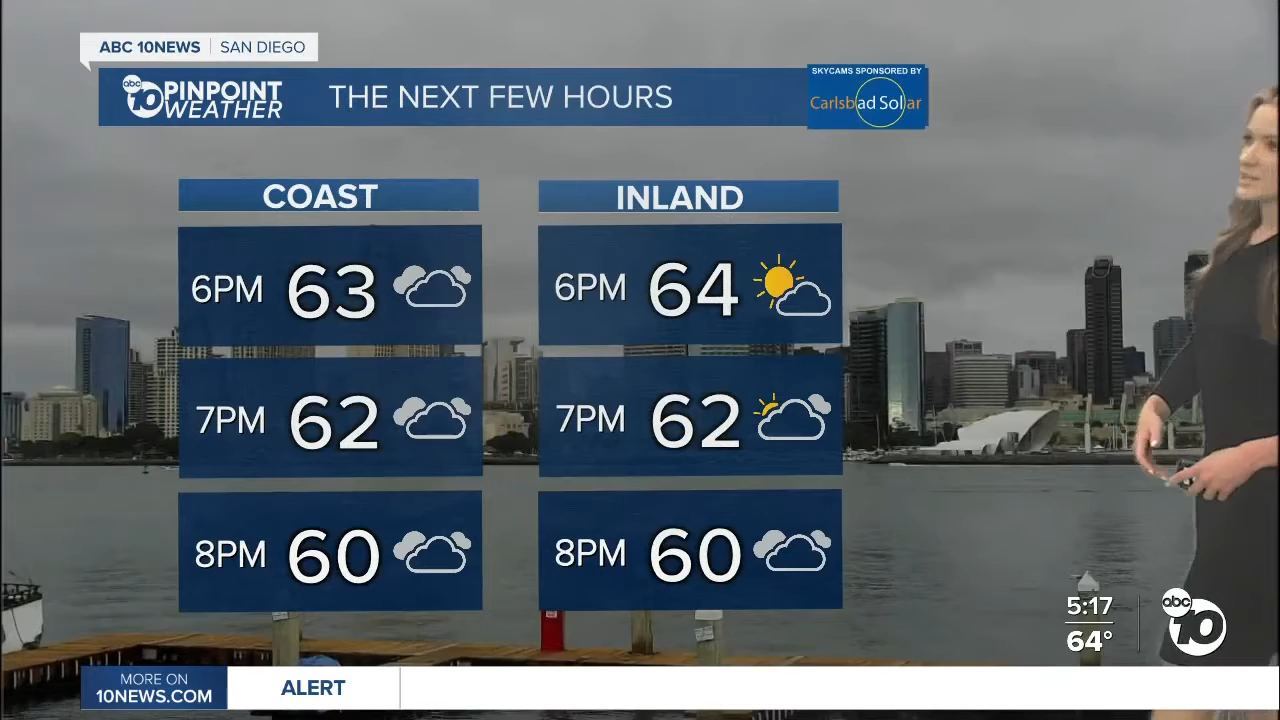 ABC 10NEWS | SAN DIEGO
abc 10 PINPOINT WEATHER
THE NEXT FEW HOURS
SKYCAMS SPONSORED BY
Carlsbad Solar
COAST
6PM 63
7PM 62
8PM 60
INLAND
6PM 64
7PM 62
8PM 60
5:17
64°
abc 10
MORE ON
10NEWS.COM
ALERT